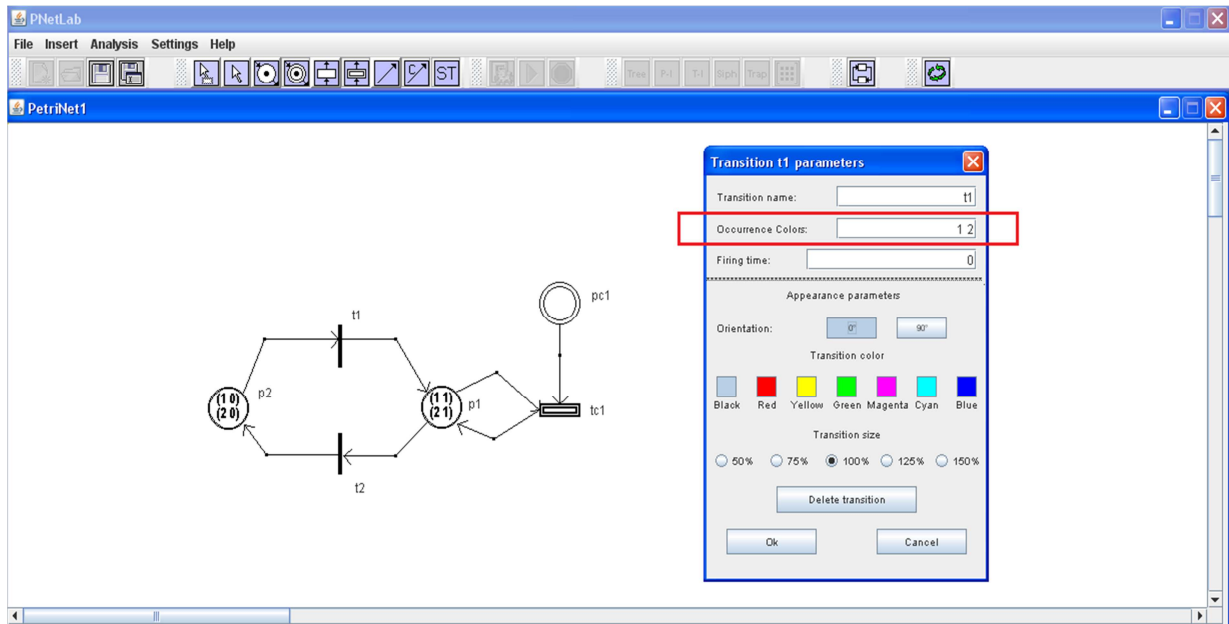 PNetLab
File Insert Analysis Settings Help
ST Tree P-I T-I Siph Trap
PetriNet1
Transition t1 parameters
Transition name: t1
Occurrence Colors: 1 2
Firing time: 0
Appearance parameters
Orientation: 0° 90°
Transition color
Black Red Yellow Green Magenta Cyan Blue
Transition size
50% 75% 100% 125% 150%
Delete transition
Ok Cancel
pc1
t1
p2
(1 0)
(2 0)
(1 1)
(2 1)
p1
tc1
t2